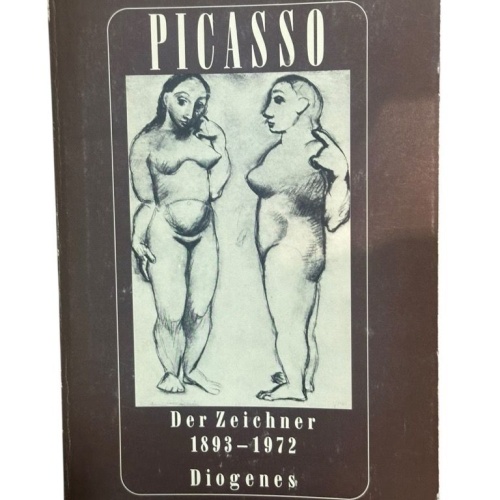 PICASSO
Der Zeichner
1893–1972
Diogenes